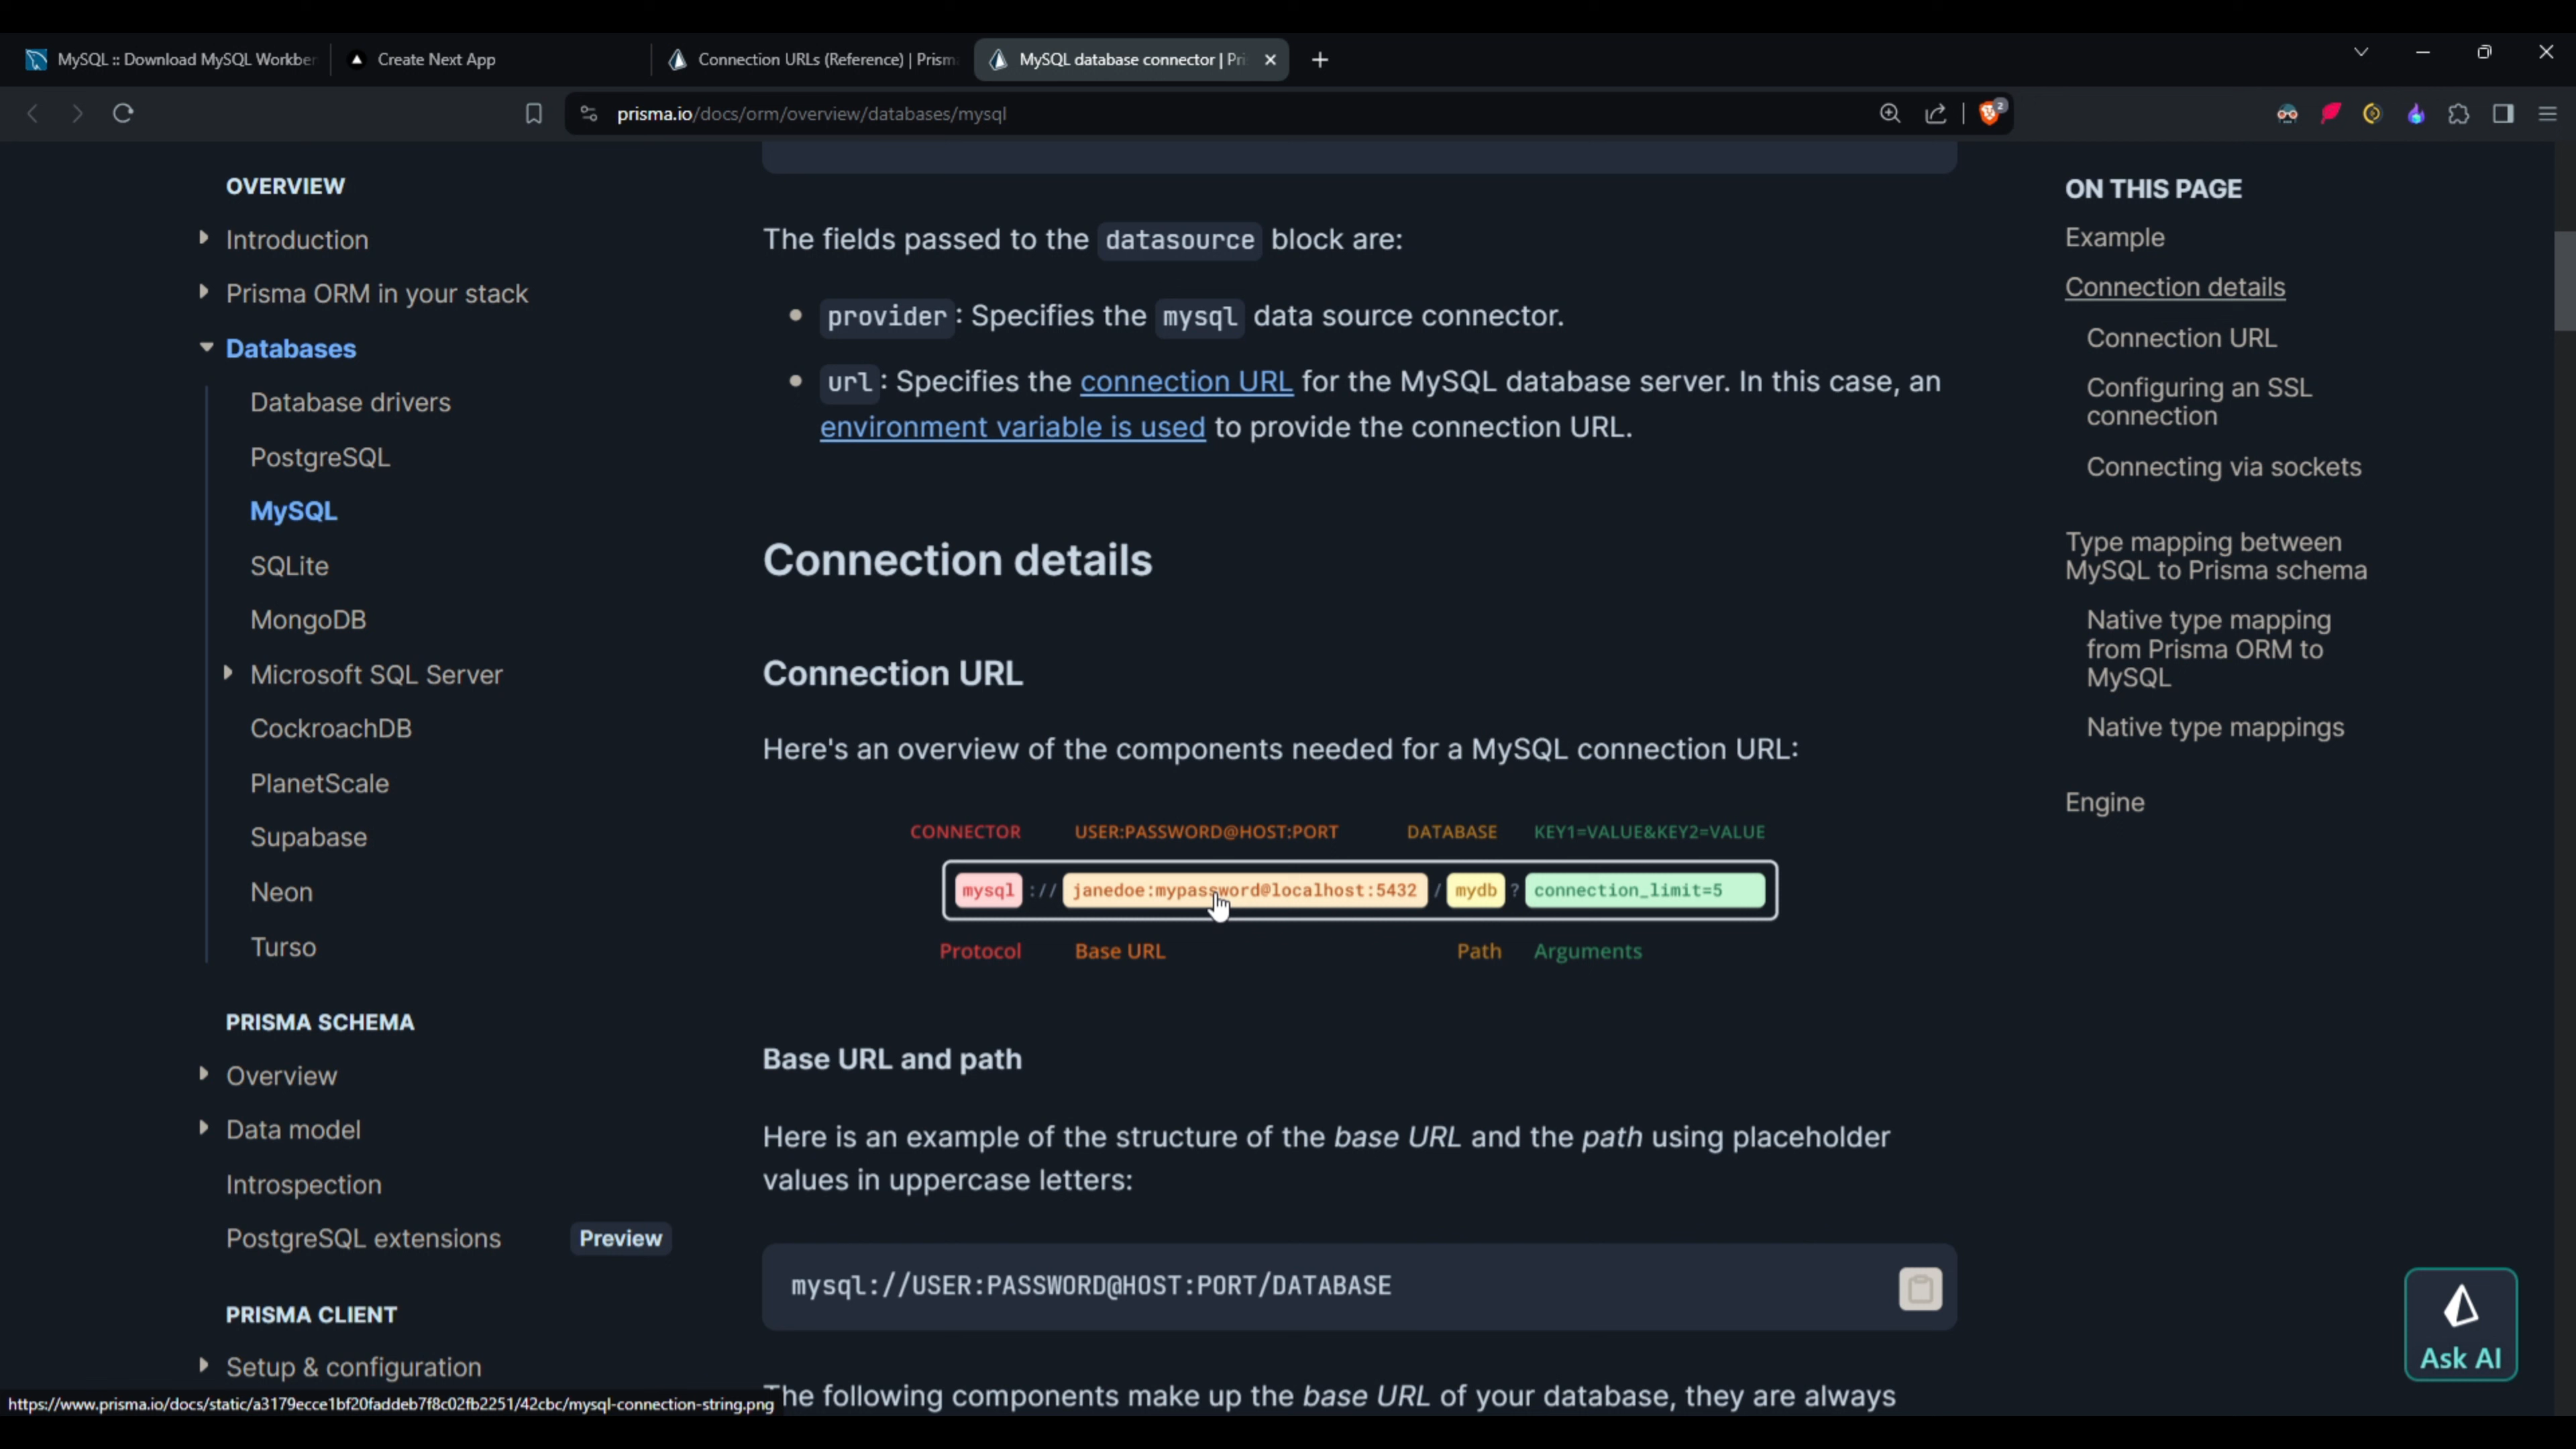 MySQL :: Download MySQL Workben
Create Next App
Connection URLs (Reference) | Prism
MySQL database connector | Pri
prisma.io/docs/orm/overview/databases/mysql
2
OVERVIEW
Introduction
Prisma ORM in your stack
Databases
Database drivers
PostgreSQL
MySQL
SQLite
MongoDB
Microsoft SQL Server
CockroachDB
PlanetScale
Supabase
Neon
Turso
PRISMA SCHEMA
Overview
Data model
Introspection
PostgreSQL extensions Preview
PRISMA CLIENT
Setup & configuration
https://www.prisma.io/docs/static/a3179ecce1bf20faddeb7f8c02fb2251/42cbc/mysql-connection-string.png
The fields passed to the datasource block are:
provider: Specifies the mysql data source connector.
url: Specifies the connection URL for the MySQL database server. In this case, an
environment variable is used to provide the connection URL.
Connection details
Connection URL
Here's an overview of the components needed for a MySQL connection URL:
CONNECTOR USER:PASSWORD@HOST:PORT DATABASE KEY1=VALUE&KEY2=VALUE
mysql :// janedoe:mypassword@localhost:5432 / mydb ? connection_limit=5
Protocol Base URL Path Arguments
Base URL and path
Here is an example of the structure of the base URL and the path using placeholder
values in uppercase letters:
mysql://USER:PASSWORD@HOST:PORT/DATABASE
The following components make up the base URL of your database, they are always
ON THIS PAGE
Example
Connection details
Connection URL
Configuring an SSL
connection
Connecting via sockets
Type mapping between
MySQL to Prisma schema
Native type mapping
from Prisma ORM to
MySQL
Native type mappings
Engine
Ask AI